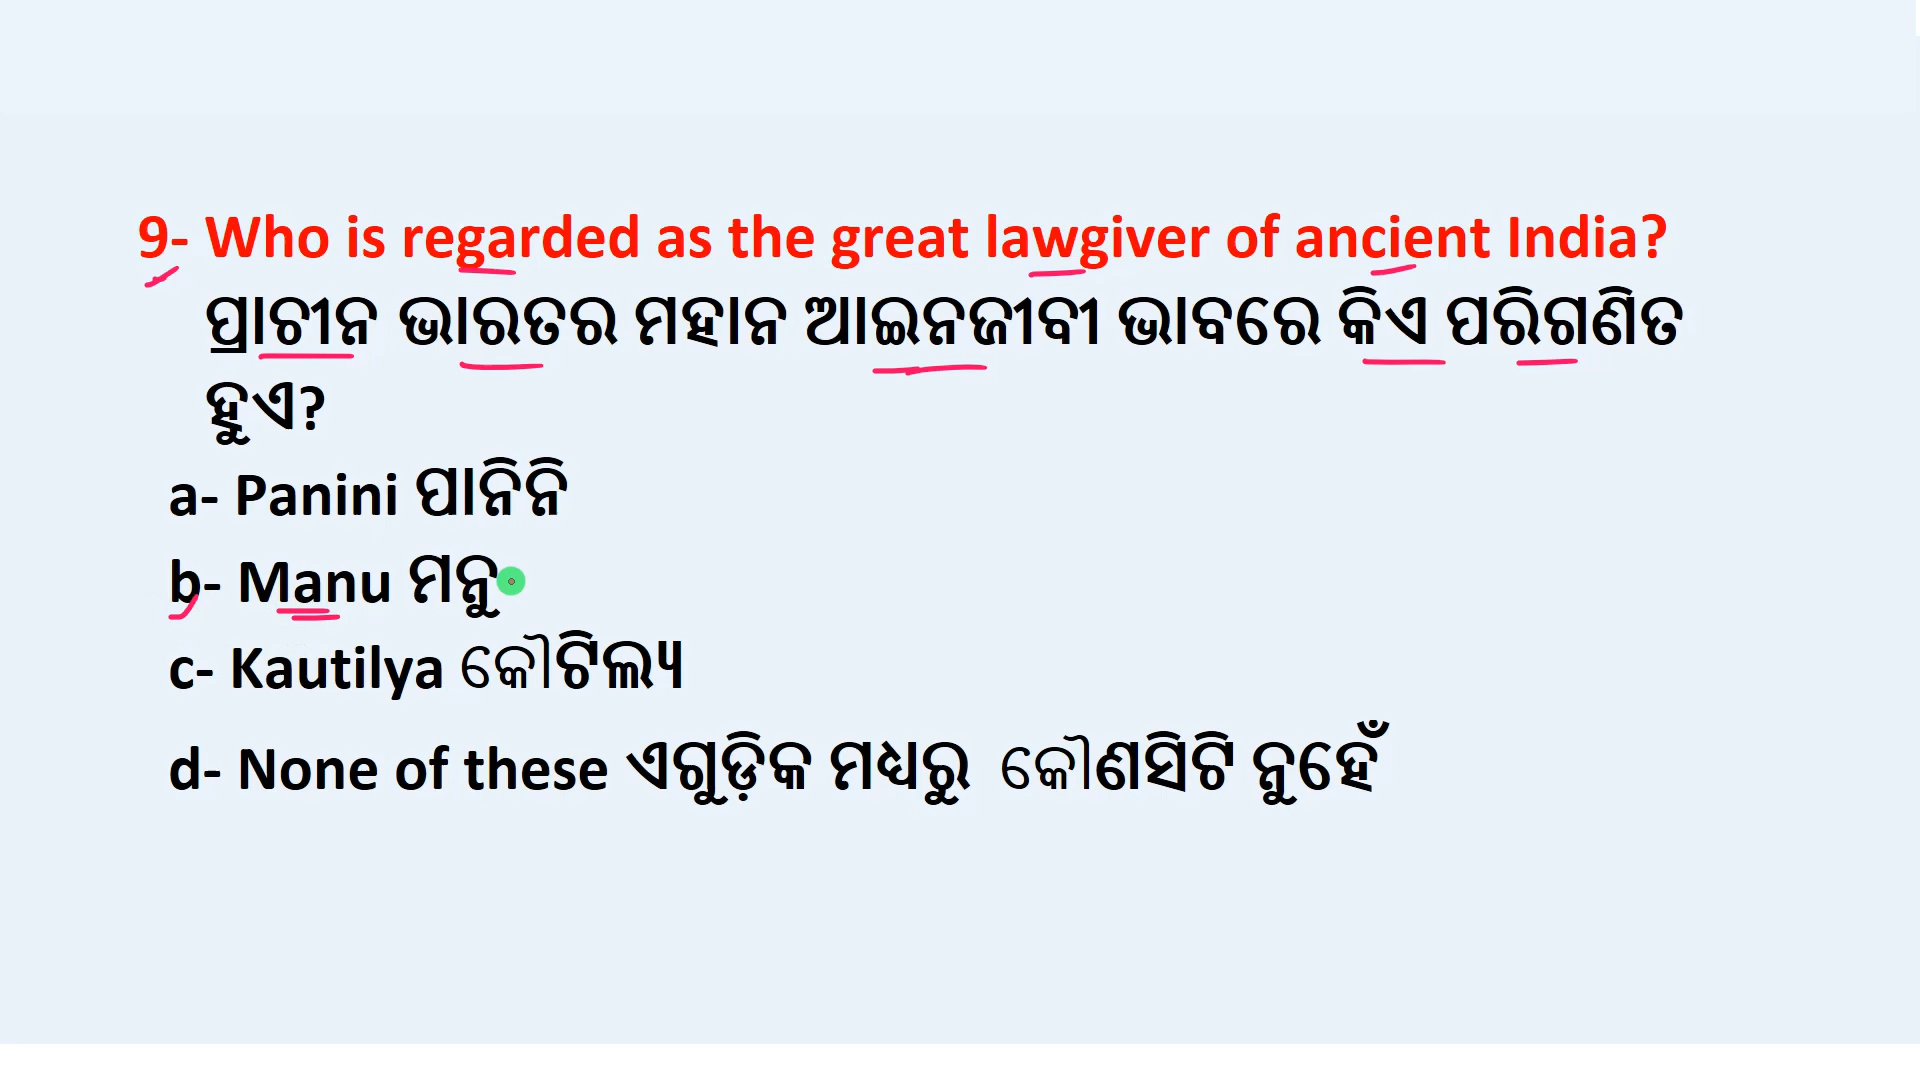 9- Who is regarded as the great lawgiver of ancient India?
ପ୍ରାଚୀନ ଭାରତର ମହାନ ଆଇନଜୀବୀ ଭାବରେ କିଏ ପରିଗଣିତ
ହୁଏ?
a- Panini ପାନିନି
b- Manu ମନୁ
c- Kautilya କୌଟିଲ୍ୟ
d- None of these ଏଗୁଡ଼ିକ ମଧ୍ଯରୁ କୌଣସିଟି ନୁହେଁ